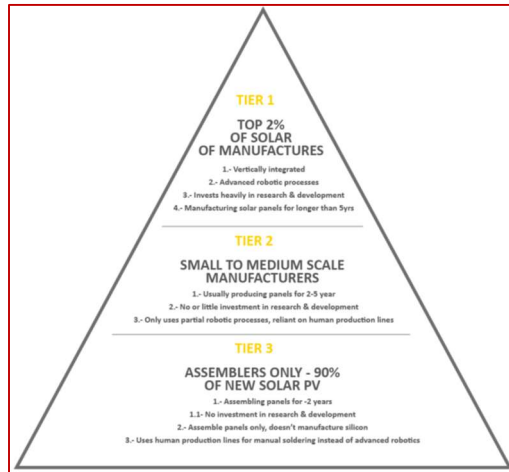 TIER 1
TOP 2%
OF SOLAR
OF MANUFACTURES
1.- Vertically integrated
2.- Advanced robotic processes
3.- Invests heavily in research & development
4.- Manufacturing solar panels for longer than 5yrs
TIER 2
SMALL TO MEDIUM SCALE
MANUFACTURERS
1.- Usually producing panels for 2-5 year
2.- No or little investment in research & development
3.- Only uses partial robotic processes, reliant on human production lines
TIER 3
ASSEMBLERS ONLY - 90%
OF NEW SOLAR PV
1.- Assembling panels for -2 years
1.1- No investment in research & development
2.- Assemble panels only, doesn't manufacture silicon
3.- Uses human production lines for manual soldering instead of advanced robotics